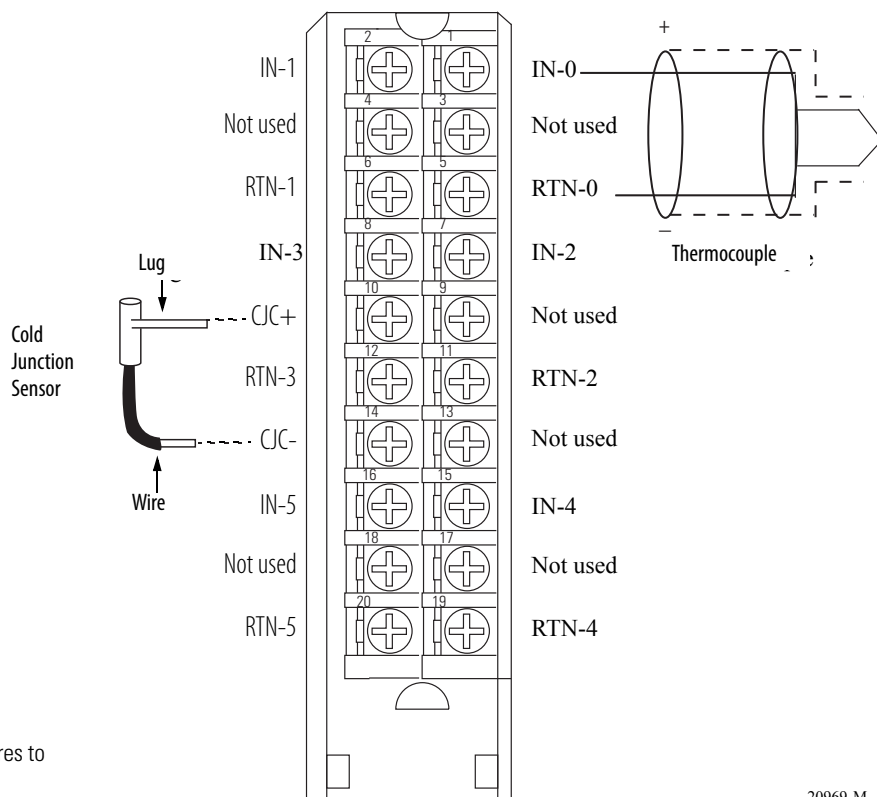 +
2 1
IN-1 IN-0
4 3
Not used Not used
6 5
RTN-1 RTN-0
8 7
–
IN-3 IN-2 Thermocouple
Lug
10 9
CJC+ Not used
Cold
Junction
Sensor
12 11
RTN-3 RTN-2
14 13
CJC- Not used
16 15
Wire
IN-5 IN-4
18 17
Not used Not used
20 19
RTN-5 RTN-4
res to
20969-M